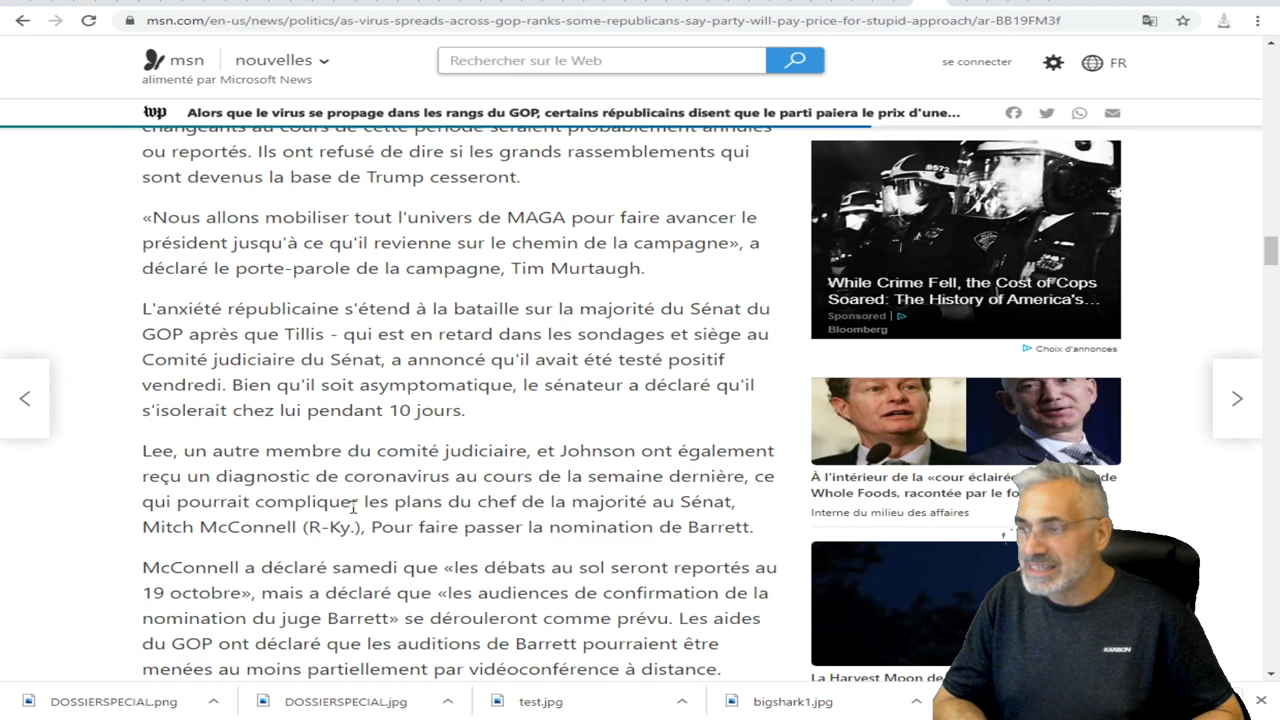 msn.com/en-us/news/politics/as-virus-spreads-across-gop-ranks-some-republicans-say-party-will-pay-price-for-stupid-approach/ar-BB19FM3f
msn
nouvelles
alimenté par Microsoft News
Rechercher sur le Web
se connecter
FR
wp
Alors que le virus se propage dans les rangs du GOP, certains républicains disent que le parti paiera le prix d'une...
changeants au cours de cette période seraient probablement annulés
ou reportés. Ils ont refusé de dire si les grands rassemblements qui
sont devenus la base de Trump cesseront.
«Nous allons mobiliser tout l'univers de MAGA pour faire avancer le
président jusqu'à ce qu'il revienne sur le chemin de la campagne», a
déclaré le porte-parole de la campagne, Tim Murtaugh.
L'anxiété républicaine s'étend à la bataille sur la majorité du Sénat du
GOP après que Tillis - qui est en retard dans les sondages et siège au
Comité judiciaire du Sénat, a annoncé qu'il avait été testé positif
vendredi. Bien qu'il soit asymptomatique, le sénateur a déclaré qu'il
s'isolerait chez lui pendant 10 jours.
Lee, un autre membre du comité judiciaire, et Johnson ont également
reçu un diagnostic de coronavirus au cours de la semaine dernière, ce
qui pourrait compliquer les plans du chef de la majorité au Sénat,
Mitch McConnell (R-Ky.), Pour faire passer la nomination de Barrett.
McConnell a déclaré samedi que «les débats au sol seront reportés au
19 octobre», mais a déclaré que «les audiences de confirmation de la
nomination du juge Barrett» se dérouleront comme prévu. Les aides
du GOP ont déclaré que les auditions de Barrett pourraient être
menées au moins partiellement par vidéoconférence à distance.
8572
While Crime Fell, the Cost of Cops
Soared: The History of America's...
Sponsored
Bloomberg
Choix d'annonces
À l'intérieur de la «cour éclairée de
Whole Foods, racontée par le fo
Interne du milieu des affaires
La Harvest Moon de
KARBON
DOSSIERSPECIAL.png
DOSSIERSPECIAL.jpg
test.jpg
bigshark1.jpg